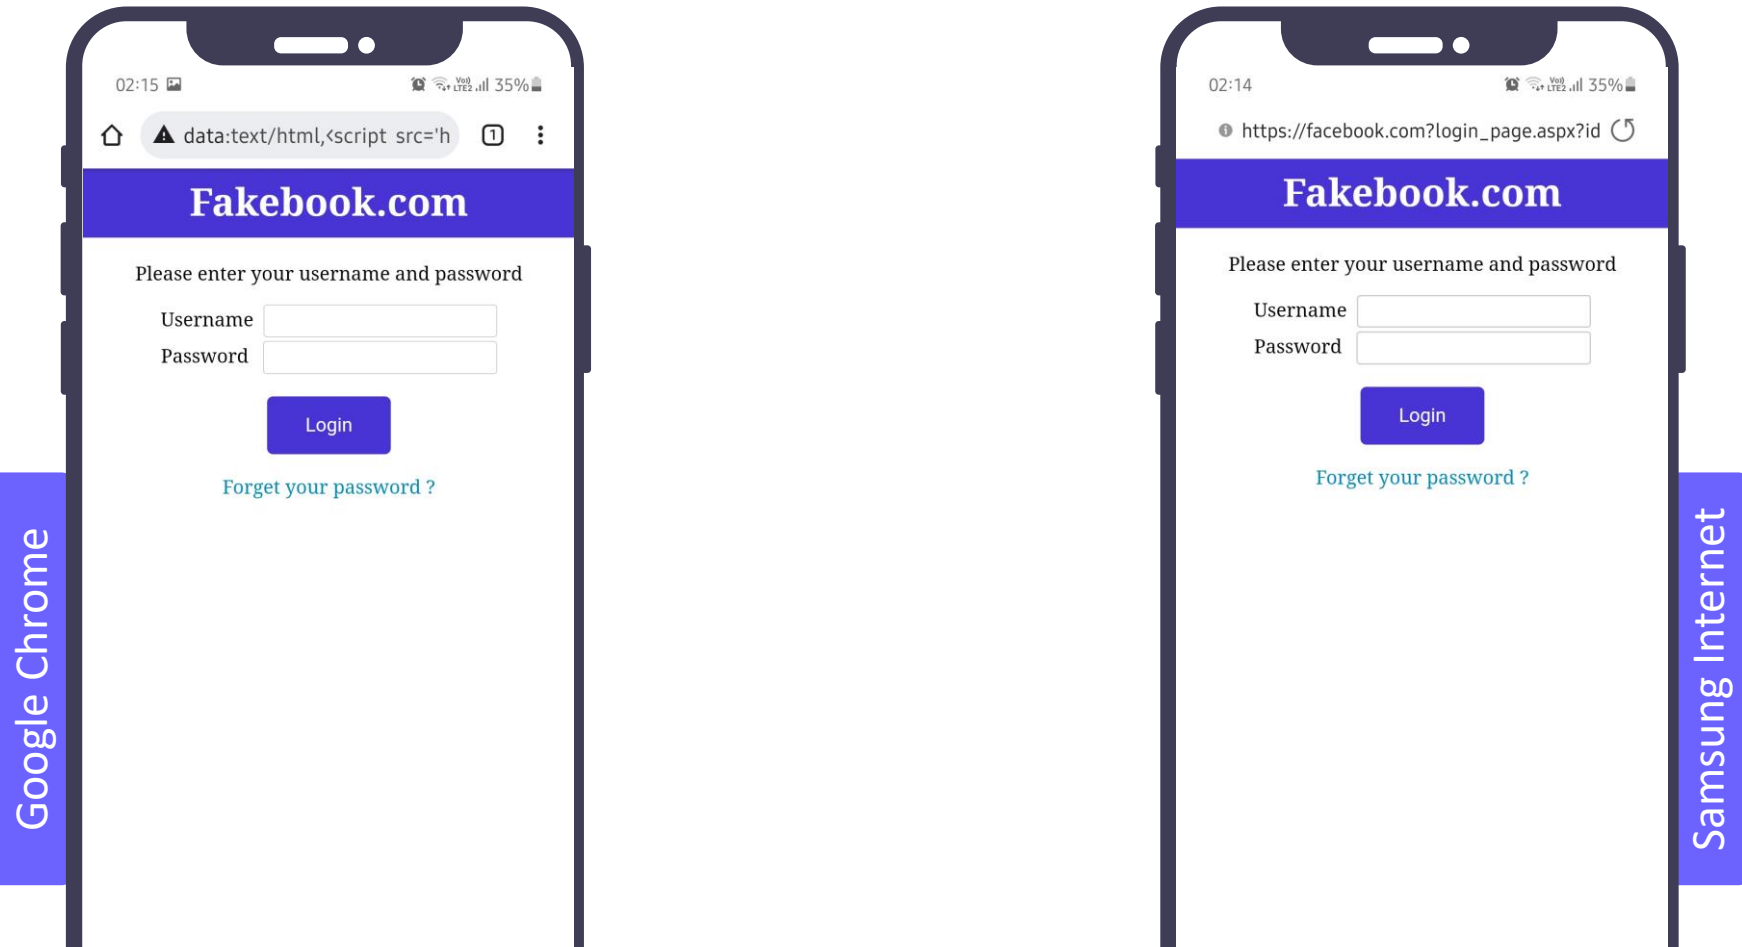 02:15
35%
data:text/html,<script src='h
1
Fakebook.com
Please enter your username and password
Username
Password
Login
Forget your password ?
Google Chrome
02:14
35%
https://facebook.com?login_page.aspx?id
Fakebook.com
Please enter your username and password
Username
Password
Login
Forget your password ?
Samsung Internet